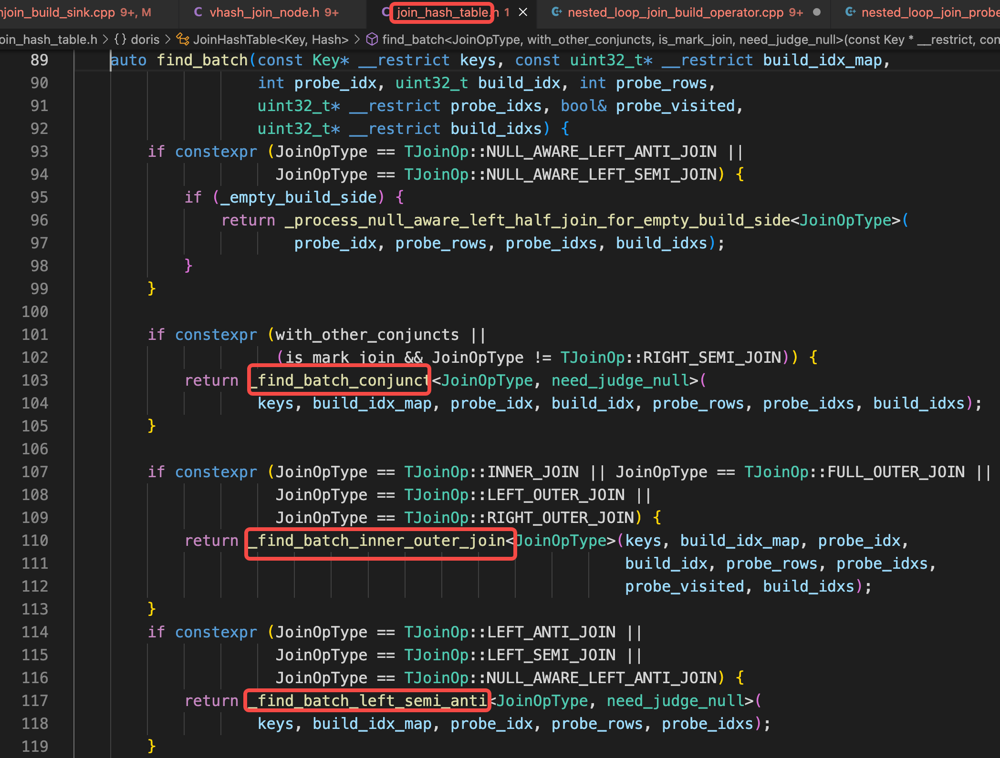 join_build_sink.cpp 9+, M vhash_join_node.h 9+ join_hash_table.h 1 nested_loop_join_build_operator.cpp 9+ nested_loop_join_probe
oin_hash_table.h > {} doris > JoinHashTable<Key, Hash> > find_batch<JoinOpType, with_other_conjuncts, is_mark_join, need_judge_null>(const Key * __restrict, con
89 auto find_batch(const Key* __restrict keys, const uint32_t* __restrict build_idx_map,
90 int probe_idx, uint32_t build_idx, int probe_rows,
91 uint32_t* __restrict probe_idxs, bool& probe_visited,
92 uint32_t* __restrict build_idxs) {
93 if constexpr (JoinOpType == TJoinOp::NULL_AWARE_LEFT_ANTI_JOIN ||
94 JoinOpType == TJoinOp::NULL_AWARE_LEFT_SEMI_JOIN) {
95 if (_empty_build_side) {
96 return _process_null_aware_left_half_join_for_empty_build_side<JoinOpType>(
97 probe_idx, probe_rows, probe_idxs, build_idxs);
98 }
99 }
100
101 if constexpr (with_other_conjuncts ||
102 (is_mark_join && JoinOpType != TJoinOp::RIGHT_SEMI_JOIN)) {
103 return _find_batch_conjunct<JoinOpType, need_judge_null>(
104 keys, build_idx_map, probe_idx, build_idx, probe_rows, probe_idxs, build_idxs);
105 }
106
107 if constexpr (JoinOpType == TJoinOp::INNER_JOIN || JoinOpType == TJoinOp::FULL_OUTER_JOIN ||
108 JoinOpType == TJoinOp::LEFT_OUTER_JOIN ||
109 JoinOpType == TJoinOp::RIGHT_OUTER_JOIN) {
110 return _find_batch_inner_outer_join<JoinOpType>(keys, build_idx_map, probe_idx,
111 build_idx, probe_rows, probe_idxs,
112 probe_visited, build_idxs);
113 }
114 if constexpr (JoinOpType == TJoinOp::LEFT_ANTI_JOIN ||
115 JoinOpType == TJoinOp::LEFT_SEMI_JOIN ||
116 JoinOpType == TJoinOp::NULL_AWARE_LEFT_ANTI_JOIN) {
117 return _find_batch_left_semi_anti<JoinOpType, need_judge_null>(
118 keys, build_idx_map, probe_idx, probe_rows, probe_idxs);
119 }